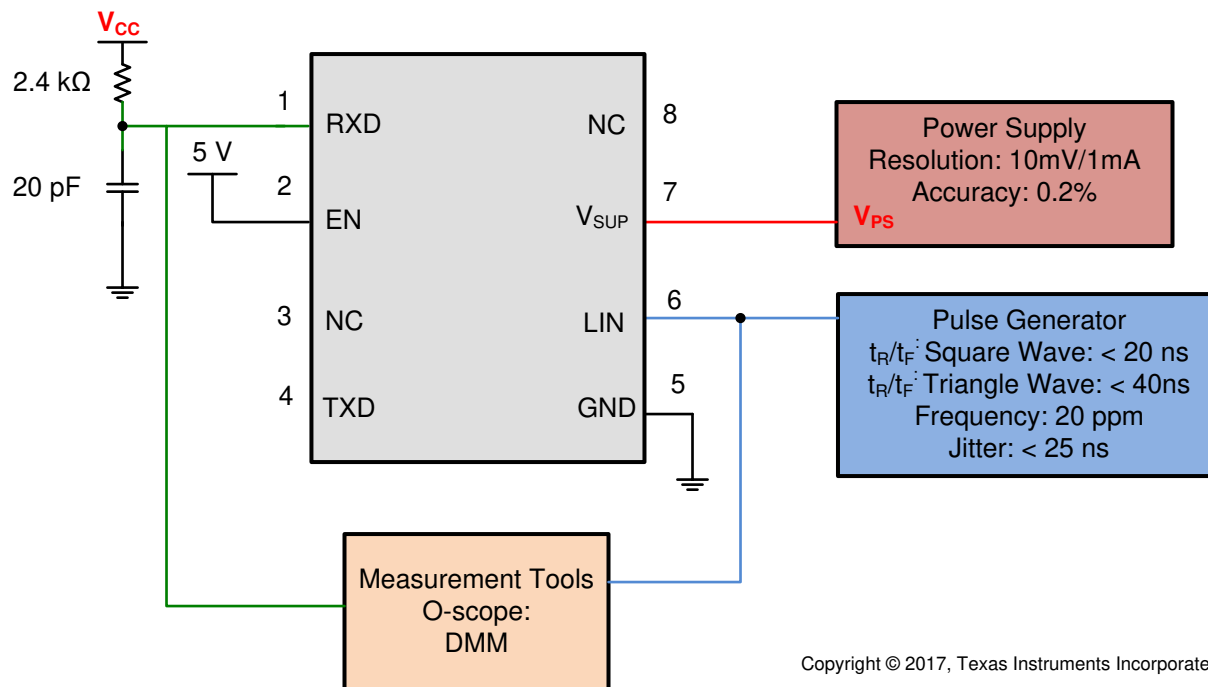 VCC
2.4 kΩ
20 pF
5 V
1
2
3
4
RXD
EN
NC
TXD
NC
VSUP
LIN
GND
8
7
6
5
Power Supply
Resolution: 10mV/1mA
Accuracy: 0.2%
VPS
Pulse Generator
tR/tF: Square Wave: < 20 ns
tR/tF: Triangle Wave: < 40ns
Frequency: 20 ppm
Jitter: < 25 ns
Measurement Tools
O-scope:
DMM
Copyright © 2017, Texas Instruments Incorporate